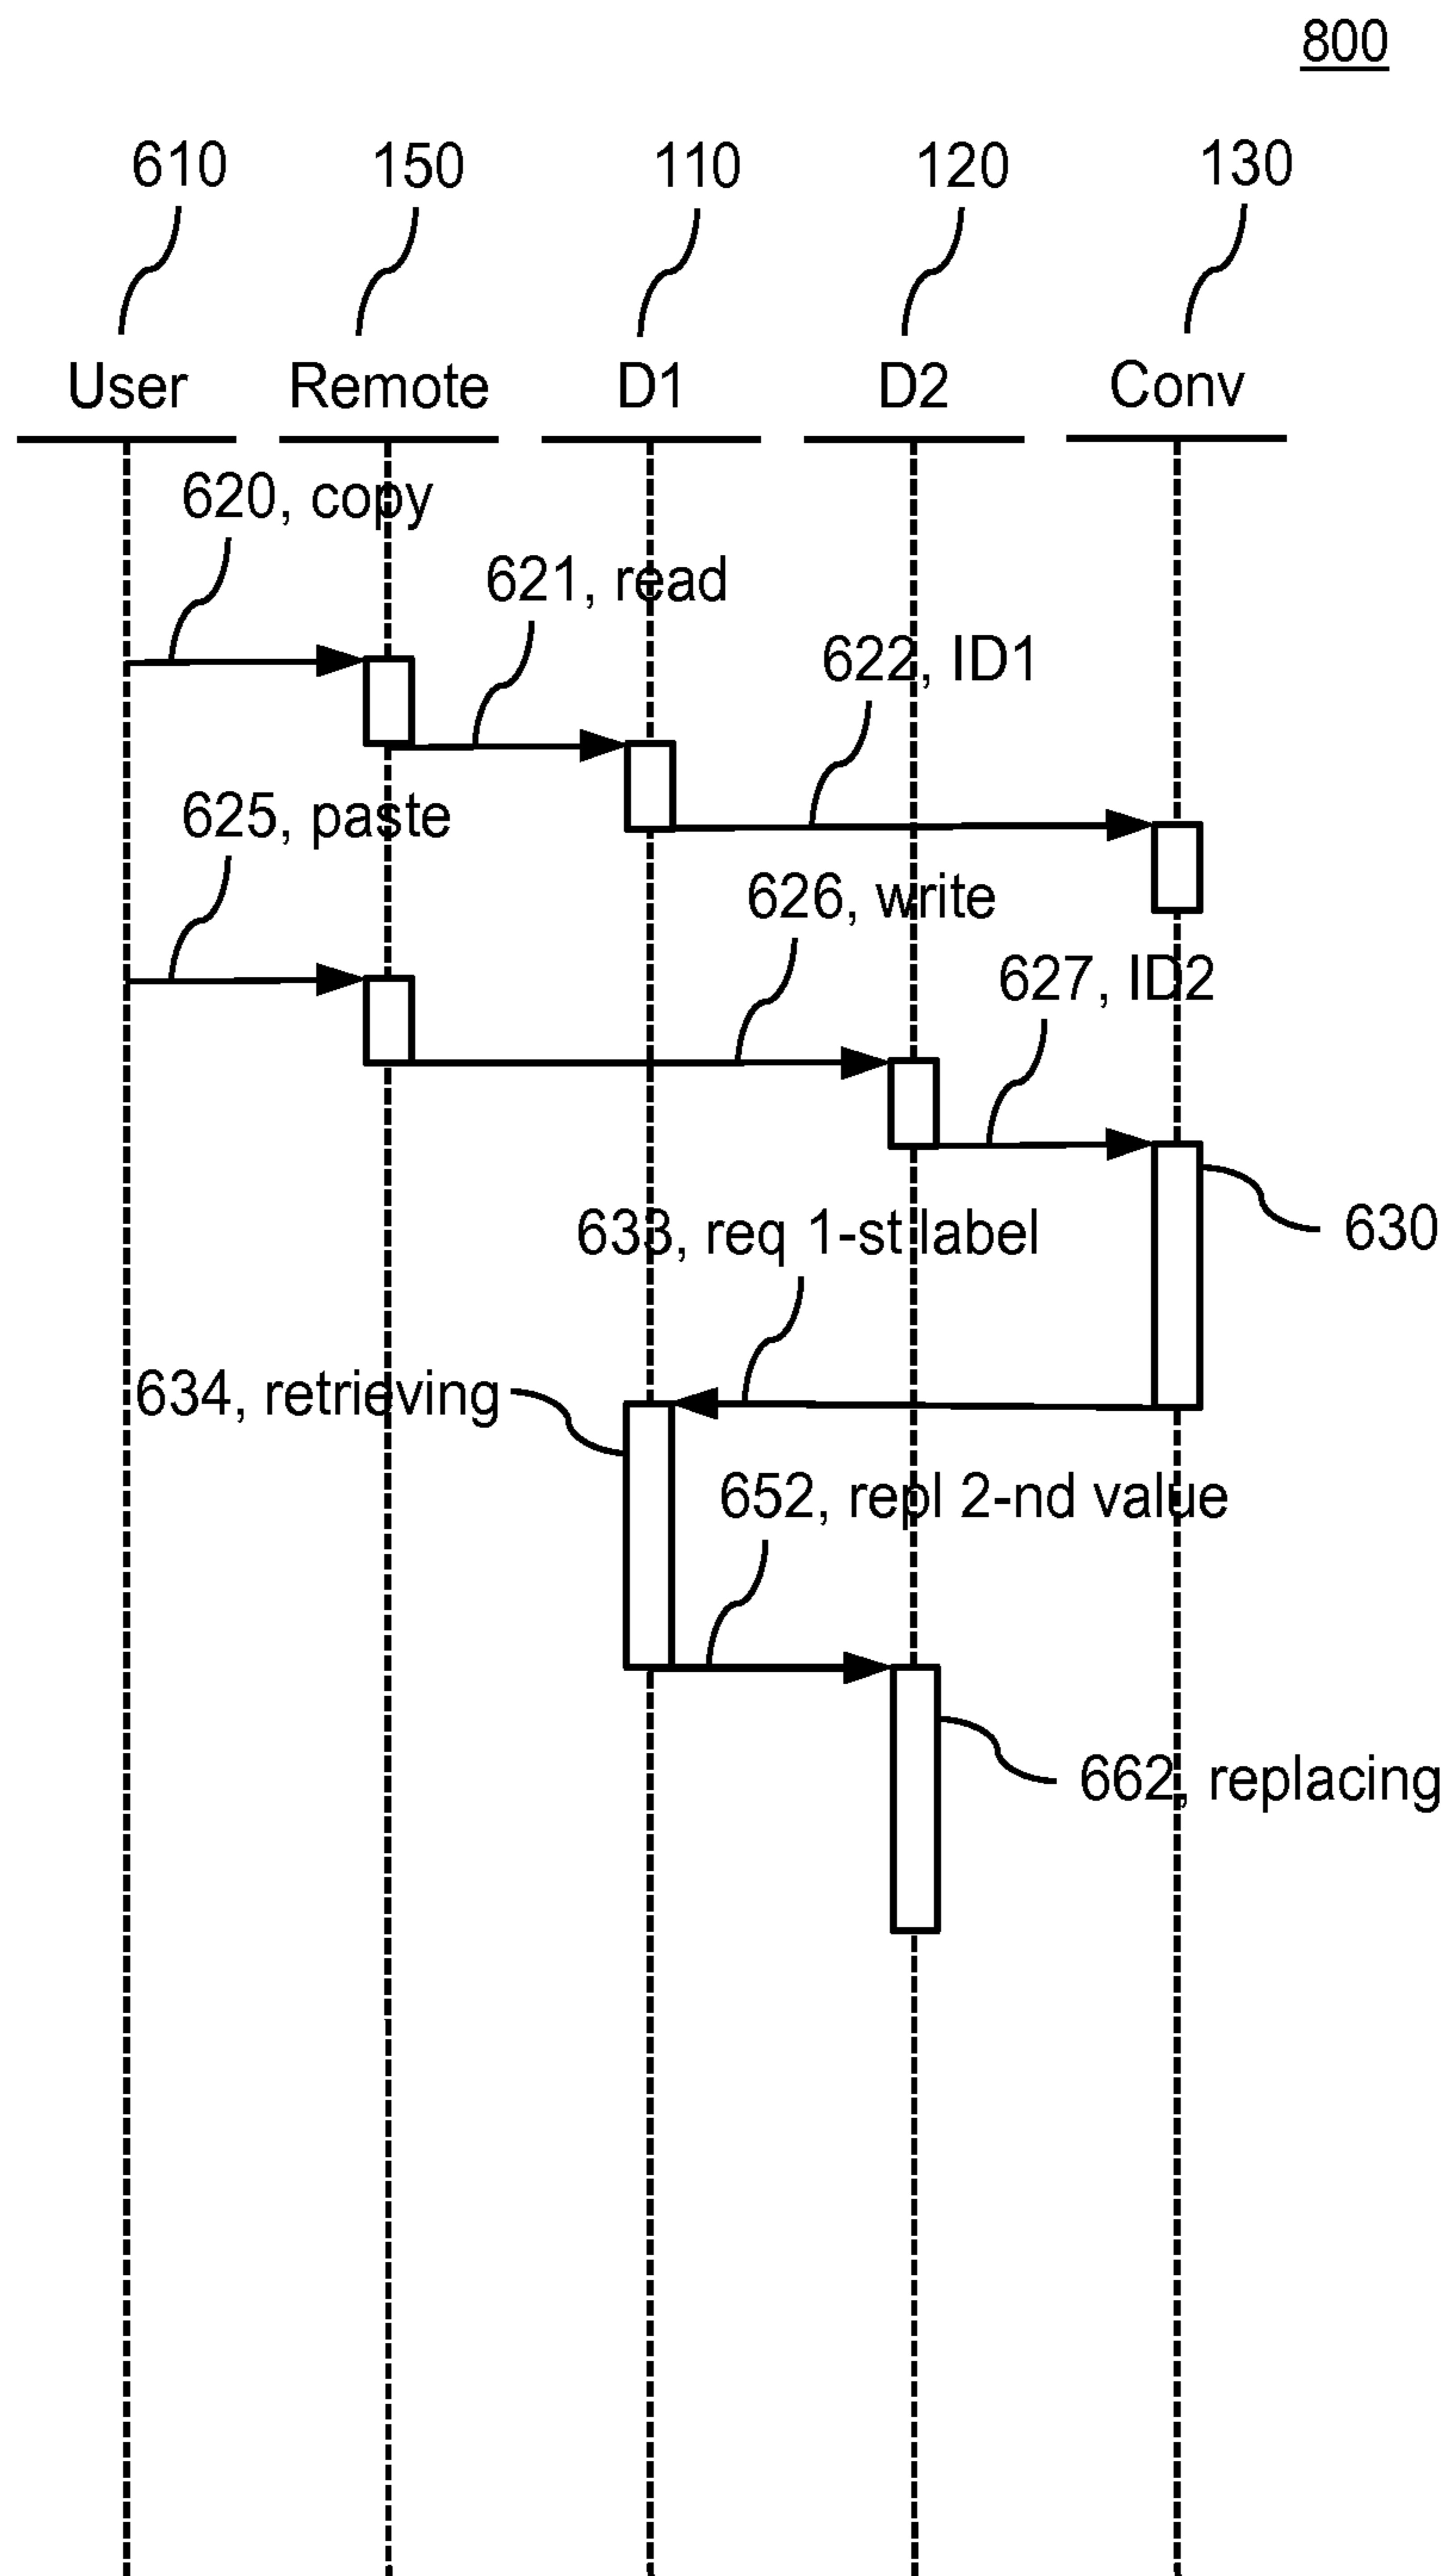 800
610 150 110 120 130
User Remote D1 D2 Conv
620, copy
621, read
622, ID1
625, paste
626, write
627, ID2
633, req 1-st label
630
634, retrieving
652, repl 2-nd value
662, replacing